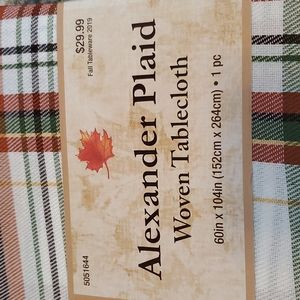 $29.99
Fall Tableware 2019
Alexander Plaid
Woven Tablecloth
60in x 104in (152cm x 264cm) • 1 pc
5051644